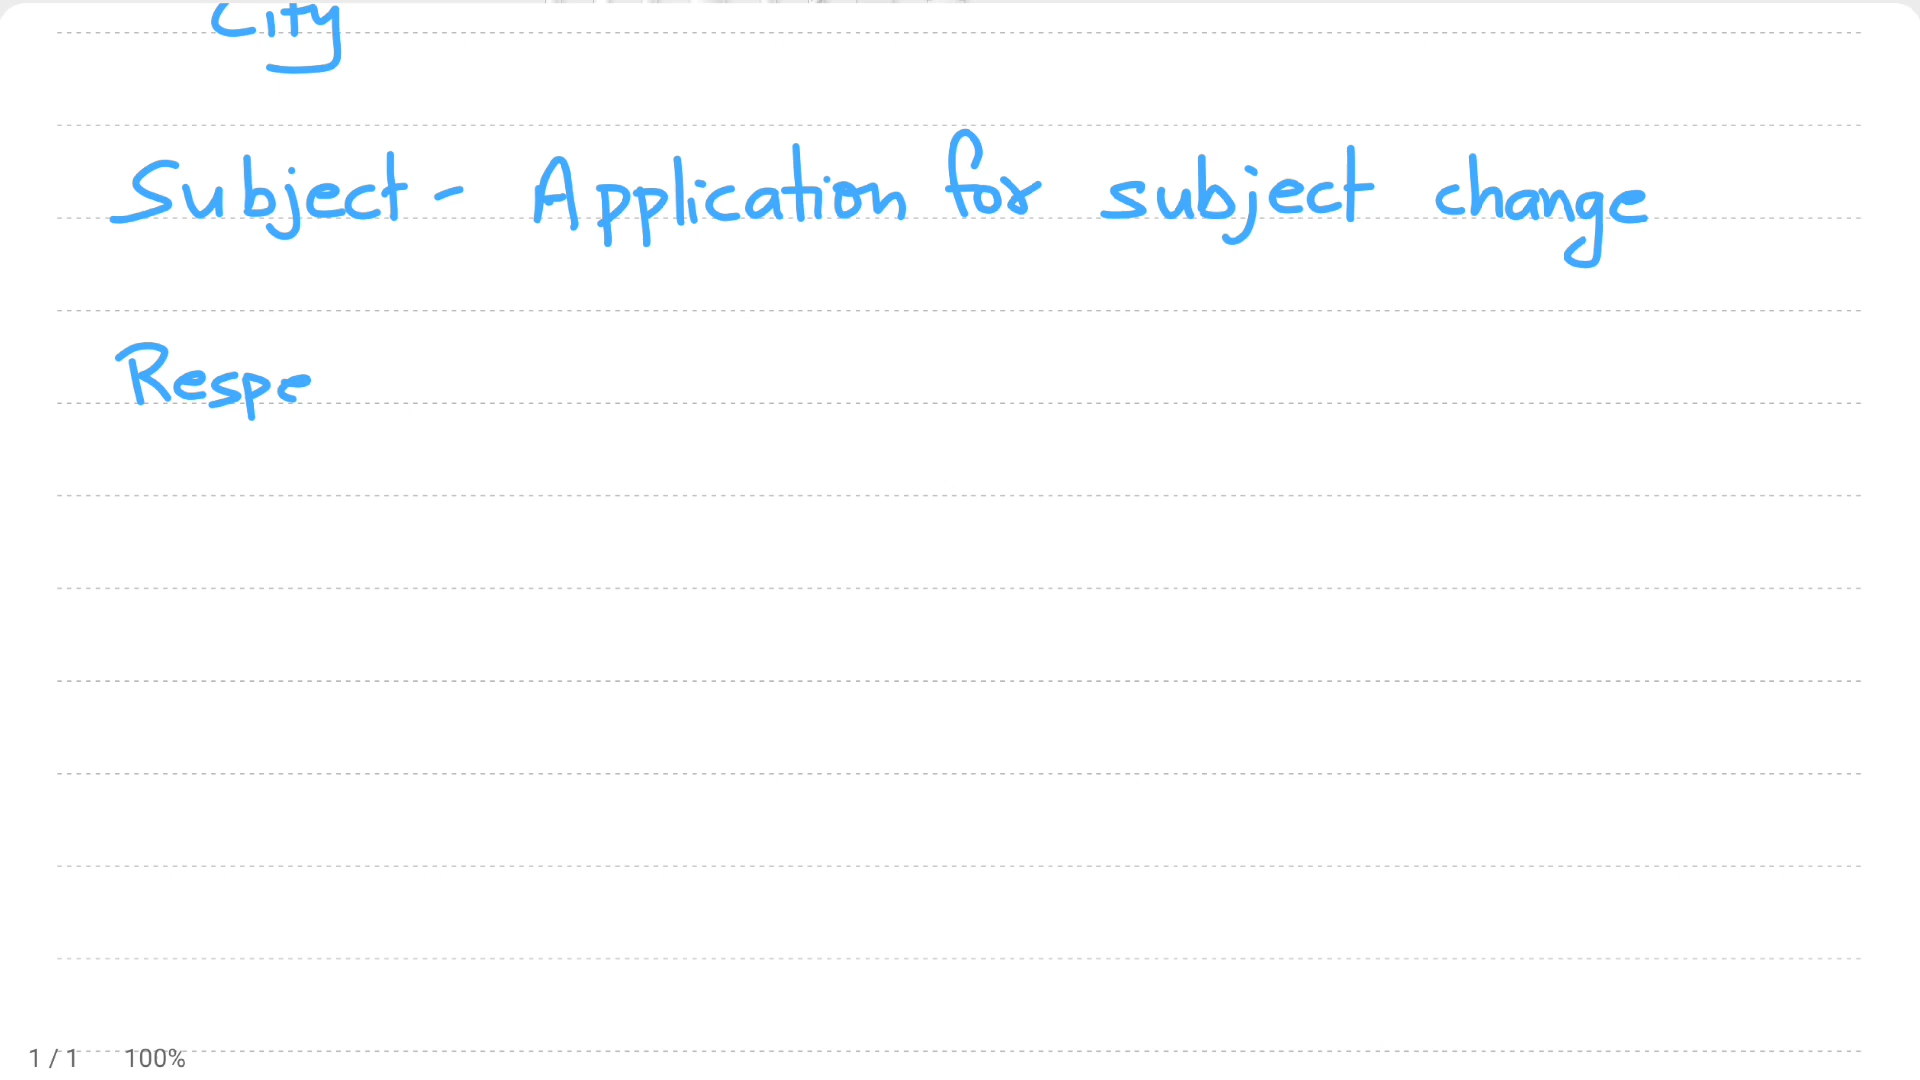 City
Subject - Application for subject change
Respe
1 / 1 100%